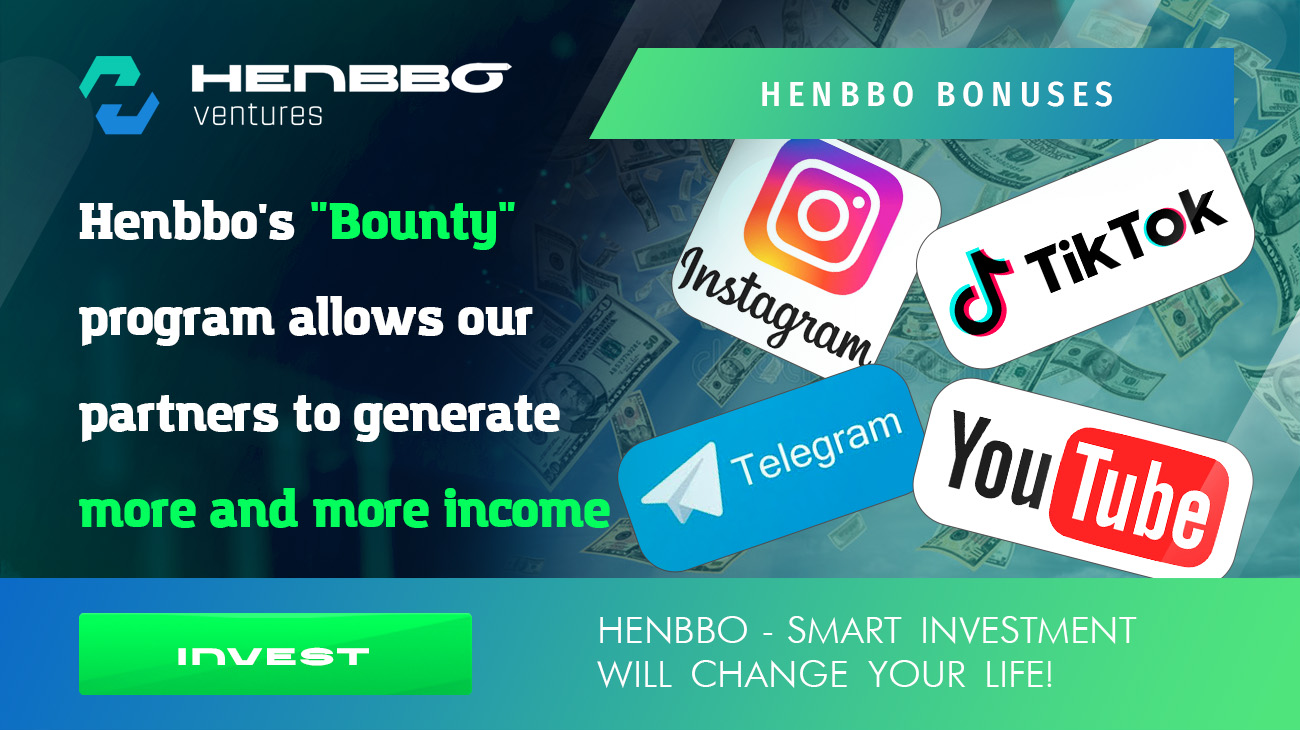 HENBBO
ventures
HENBBO BONUSES
Henbbo's "Bounty"
program allows our
partners to generate
more and more income
Instagram
TikTok
Telegram
YouTube
INVEST
HENBBO - SMART INVESTMENT
WILL CHANGE YOUR LIFE!